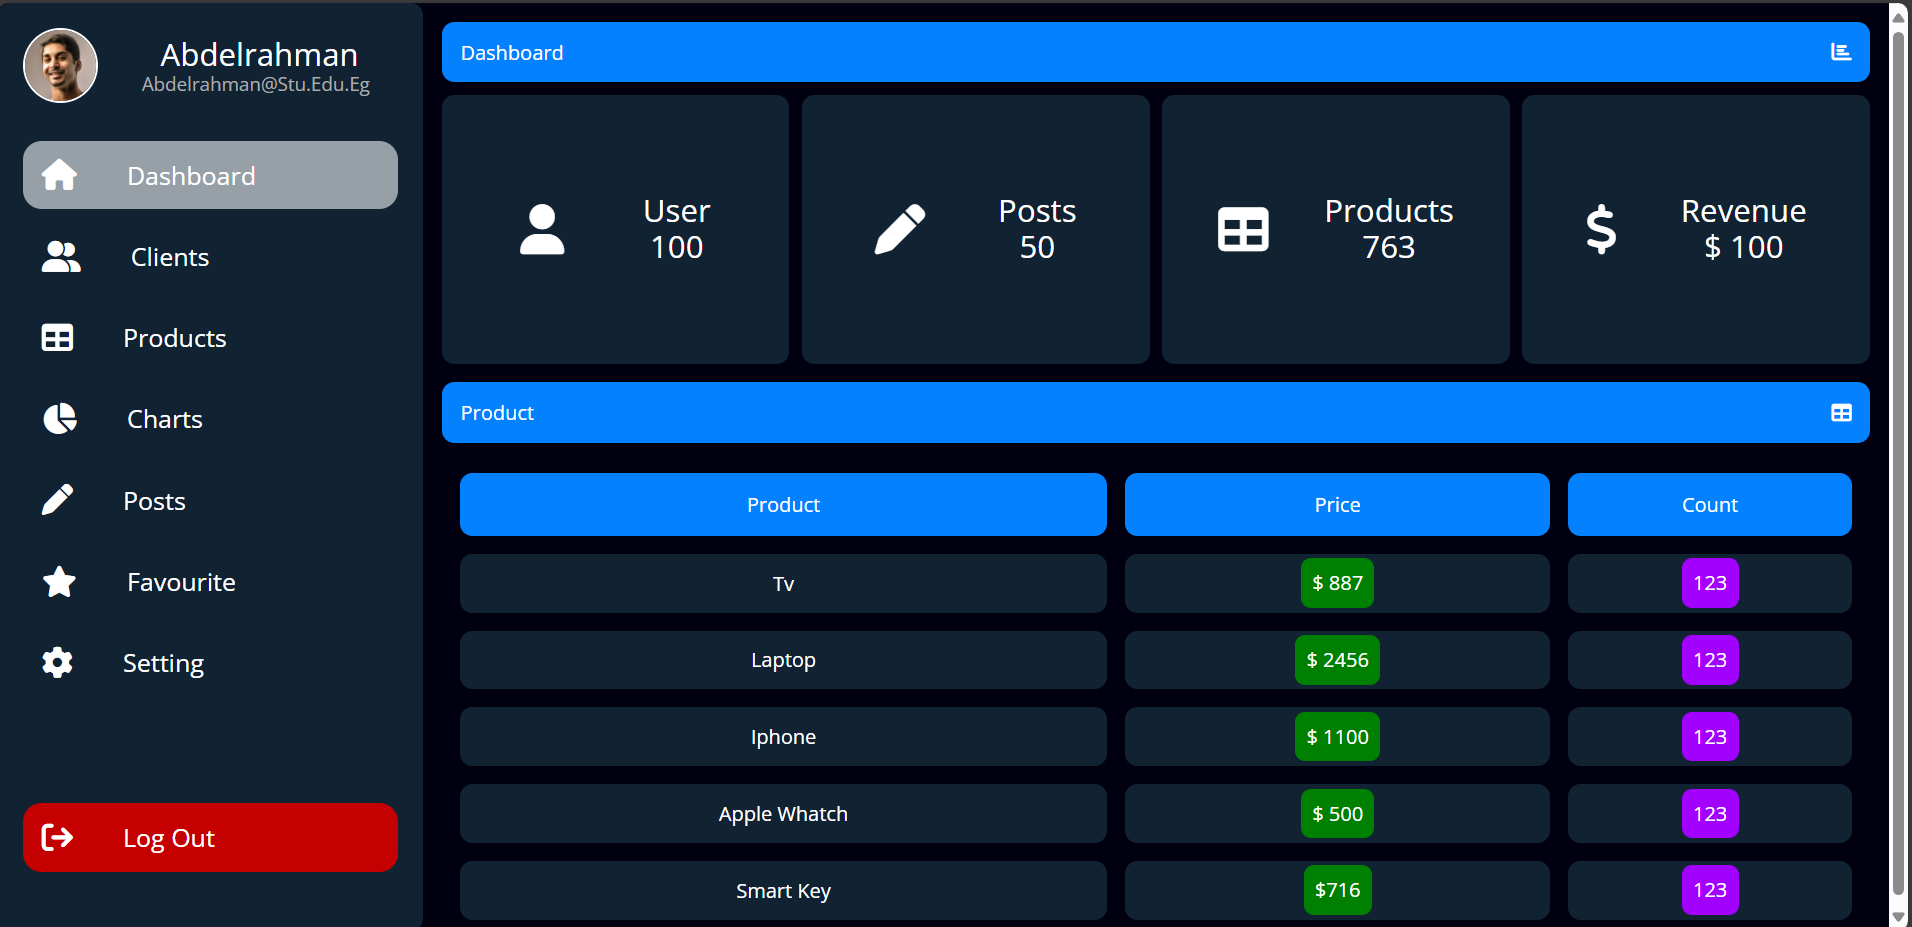 Abdelrahman
Abdelrahman@Stu.Edu.Eg
Dashboard
Clients
Products
Charts
Posts
Favourite
Setting
Log Out
Dashboard
User
100
Posts
50
Products
763
Revenue
$ 100
Product
Product Price Count
Tv $ 887 123
Laptop $ 2456 123
Iphone $ 1100 123
Apple Whatch $ 500 123
Smart Key $716 123